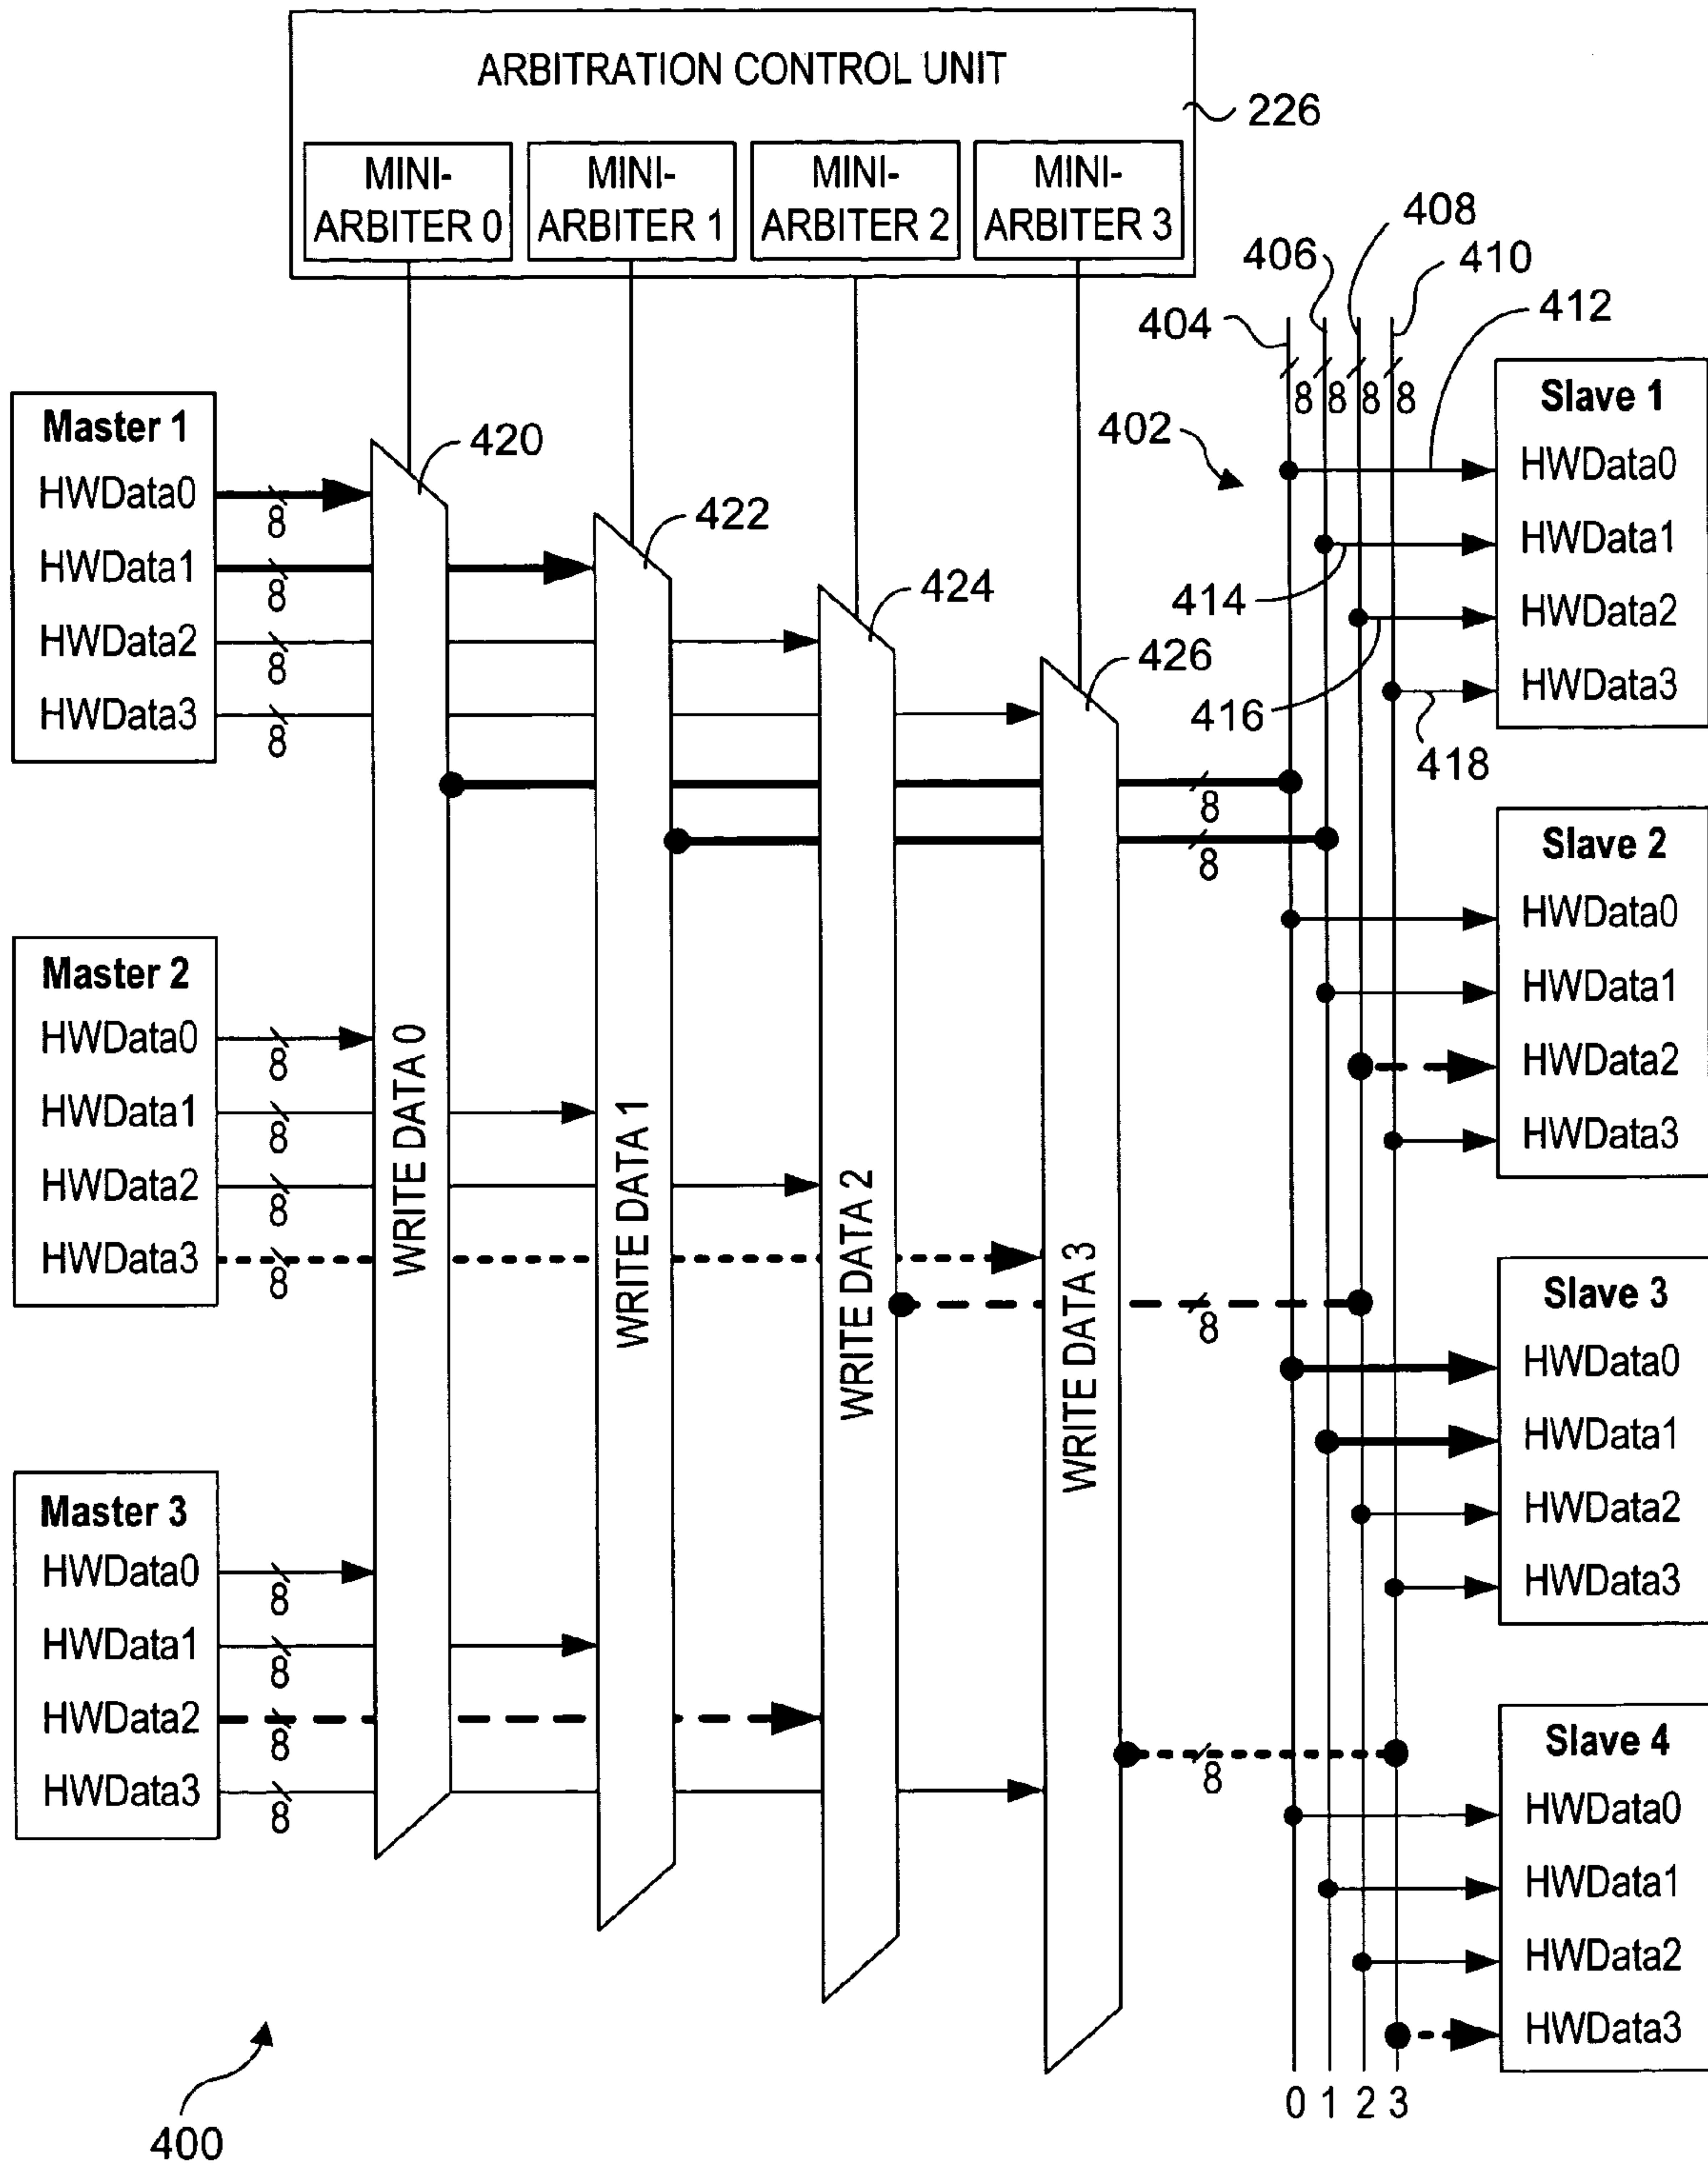 ARBITRATION CONTROL UNIT
226
MINI-
ARBITER 0
MINI-
ARBITER 1
MINI-
ARBITER 2
MINI-
ARBITER 3
408
406
410
404
412
8
8
8
8
402
Master 1
HWData0
8
HWData1
8
HWData2
8
HWData3
8
420
422
424
426
Slave 1
HWData0
HWData1
HWData2
HWData3
414
416
418
8
8
Slave 2
HWData0
HWData1
HWData2
HWData3
Master 2
HWData0
8
HWData1
8
HWData2
8
HWData3
8
WRITE DATA 0
WRITE DATA 1
WRITE DATA 2
WRITE DATA 3
8
Slave 3
HWData0
HWData1
HWData2
HWData3
Master 3
HWData0
8
HWData1
8
HWData2
8
HWData3
8
8
Slave 4
HWData0
HWData1
HWData2
HWData3
0 1 2 3
400